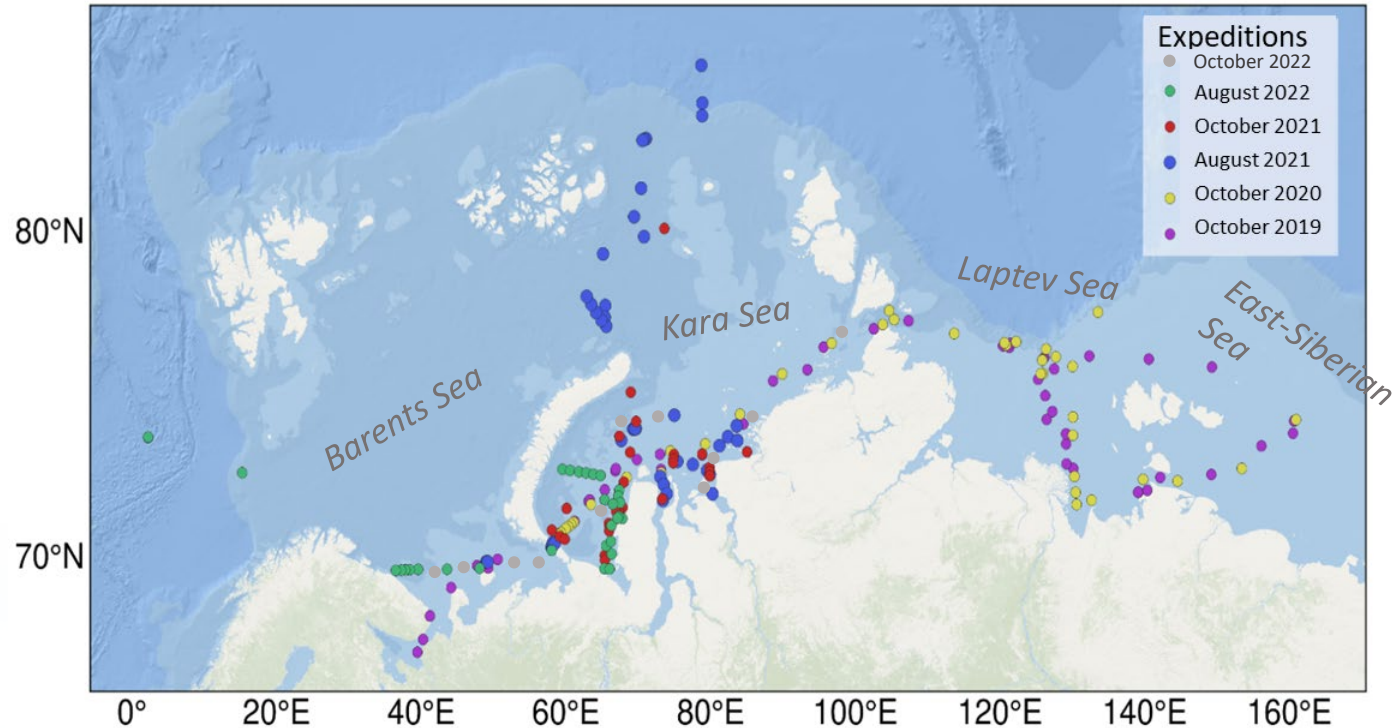 Expeditions
October 2022
August 2022
October 2021
August 2021
October 2020
October 2019
80°N
70°N
Barents Sea
Kara Sea
Laptev Sea
East-Siberian
Sea
0°
20°E
40°E
60°E
80°E
100°E
120°E
140°E
160°E